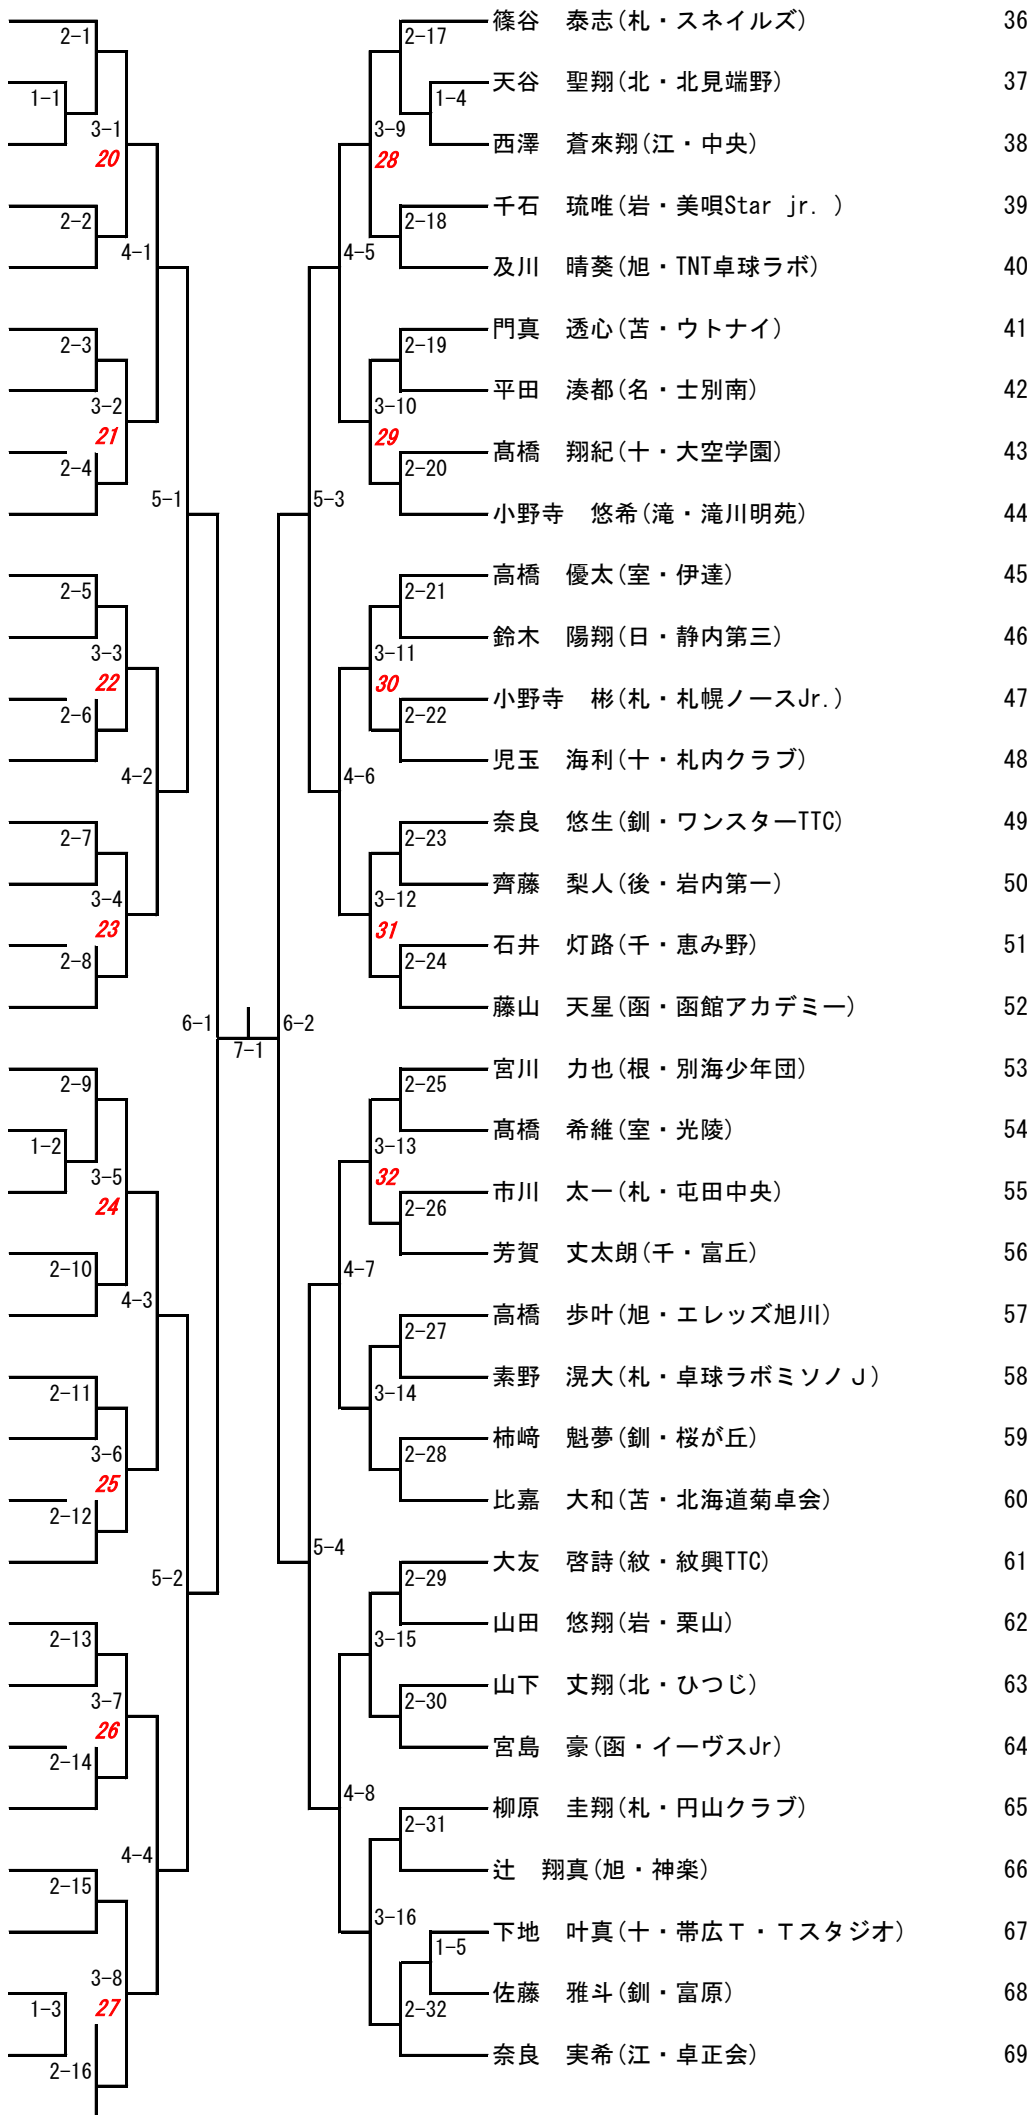 篠谷　泰志(札・スネイルズ) 36
2-1 2-17
天谷　聖翔(北・北見端野) 37
1-1 1-4
3-1 3-9
西澤　蒼來翔(江・中央) 38
20 28
千石　琉唯(岩・美唄Star jr. ) 39
2-2 2-18
4-1 4-5
及川　晴葵(旭・TNT卓球ラボ) 40
門真　透心(苫・ウトナイ) 41
2-3 2-19
平田　湊都(名・士別南) 42
3-2 3-10
21 29
髙橋　翔紀(十・大空学園) 43
2-4 2-20
5-1 5-3
小野寺　悠希(滝・滝川明苑) 44
高橋　優太(室・伊達) 45
2-5 2-21
鈴木　陽翔(日・静内第三) 46
3-3 3-11
22 30
小野寺　彬(札・札幌ノースJr.) 47
2-6 2-22
児玉　海利(十・札内クラブ) 48
4-2 4-6
奈良　悠生(釧・ワンスターTTC) 49
2-7 2-23
齊藤　梨人(後・岩内第一) 50
3-4 3-12
23 31
石井　灯路(千・恵み野) 51
2-8 2-24
藤山　天星(函・函館アカデミー) 52
6-1 6-2
7-1
宮川　力也(根・別海少年団) 53
2-9 2-25
髙橋　希維(室・光陵) 54
1-2 3-13
3-5 32
市川　太一(札・屯田中央) 55
24 2-26
芳賀　丈太朗(千・富丘) 56
2-10 4-7
4-3
高橋　歩叶(旭・エレッズ旭川) 57
2-27
素野　滉大(札・卓球ラボミソノＪ) 58
2-11 3-14
柿﨑　魁夢(釧・桜が丘) 59
3-6 2-28
25
比嘉　大和(苫・北海道菊卓会) 60
2-12
5-4
大友　啓詩(紋・紋興TTC) 61
5-2 2-29
山田　悠翔(岩・栗山) 62
2-13 3-15
山下　丈翔(北・ひつじ) 63
3-7 2-30
26
宮島　豪(函・イーヴスJr) 64
2-14
4-8
柳原　圭翔(札・円山クラブ) 65
2-31
4-4
辻　翔真(旭・神楽) 66
2-15
3-16
下地　叶真(十・帯広Ｔ・Ｔスタジオ) 67
1-5
3-8
佐藤　雅斗(釧・富原) 68
1-3 27 2-32
奈良　実希(江・卓正会) 69
2-16